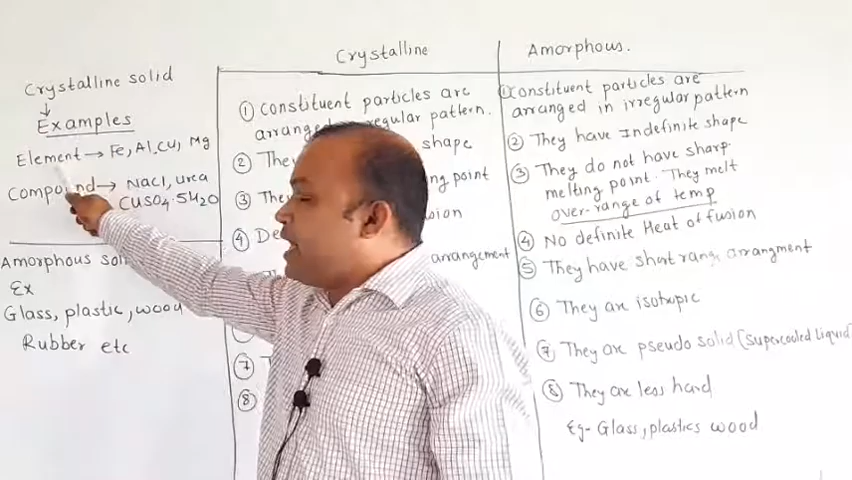 Crystalline solid
↓
Examples
Element → Fe, Al, Cu, Mg
Compound → NaCl, urea
CuSO4·5H2O
Amorphous
Ex
Glass, plastic, wood
Rubber etc
Crystalline
① Constituent particles are
arranged regular pattern.
② shape
③ point
④
arrangement
⑦
⑧
Amorphous.
① Constituent particles are
arranged in irregular pattern
② They have Indefinite shape
③ They do not have sharp
melting point. They melt
over-range of temp
④ No definite Heat of fusion
⑤ They have short range arrangment
⑥ They are isotropic
⑦ They are pseudo solid (supercooled liquid
⑧ They are less hard
Eg- Glass, plastics wood